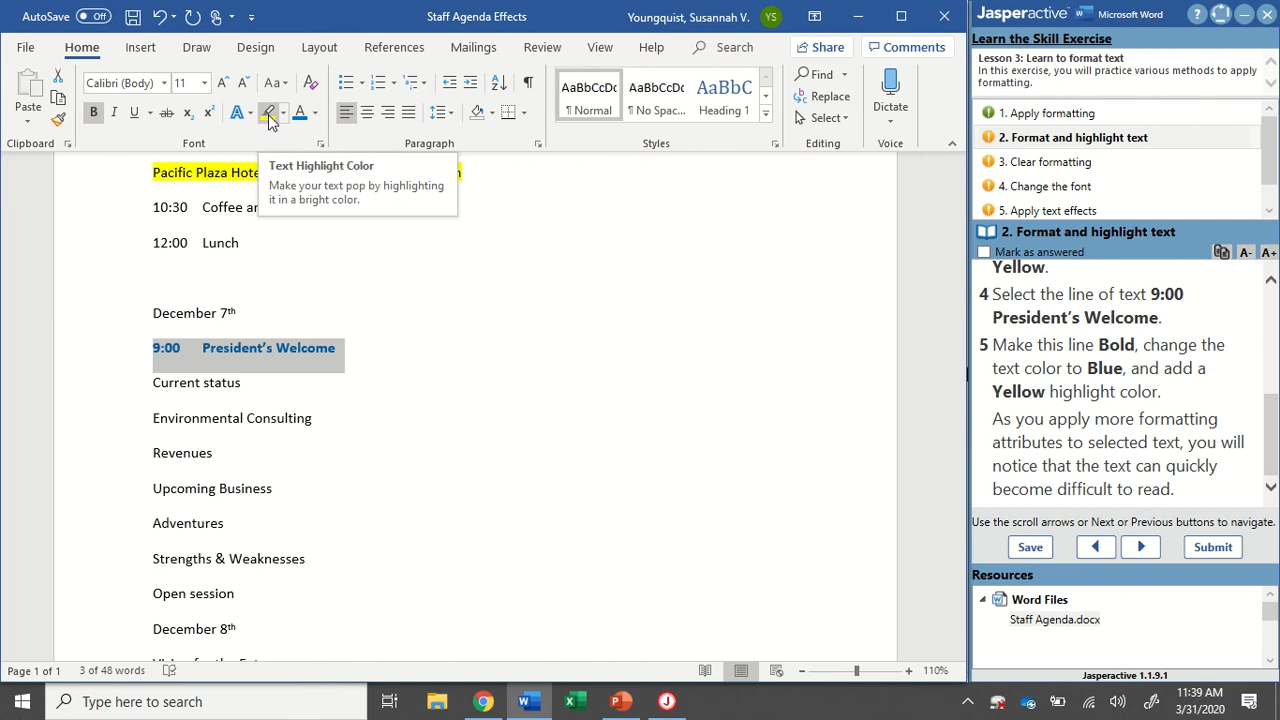 AutoSave Off
Staff Agenda Effects
Youngquist, Susannah V.
YS
File Home Insert Draw Design Layout References Mailings Review View Help Search Share Comments
Paste
Calibri (Body) 11
Find
Replace
Select
AaBbCcDc AaBbCcDc AaBbC
¶ Normal ¶ No Spac... Heading 1
Dictate
Clipboard Font Paragraph Styles Editing Voice
Text Highlight Color
Make your text pop by highlighting
it in a bright color.
Pacific Plaza
10:30 Coffee
12:00 Lunch
December 7th
9:00 President's Welcome
Current status
Environmental Consulting
Revenues
Upcoming Business
Adventures
Strengths & Weaknesses
Open session
December 8th
Page 1 of 1 3 of 48 words 110%
Jasperactive Microsoft Word
Learn the Skill Exercise
Lesson 3: Learn to format text
In this exercise, you will practice various methods to apply
formatting.
1. Apply formatting
2. Format and highlight text
3. Clear formatting
4. Change the font
5. Apply text effects
2. Format and highlight text
Mark as answered A- A+
Yellow.
4 Select the line of text 9:00
President's Welcome.
5 Make this line Bold, change the
text color to Blue, and add a
Yellow highlight color.
As you apply more formatting
attributes to selected text, you will
notice that the text can quickly
become difficult to read.
Use the scroll arrows or Next or Previous buttons to navigate.
Save Submit
Resources
Word Files
Staff Agenda.docx
Jasperactive 1.1.9.1
Type here to search
11:39 AM
3/31/2020